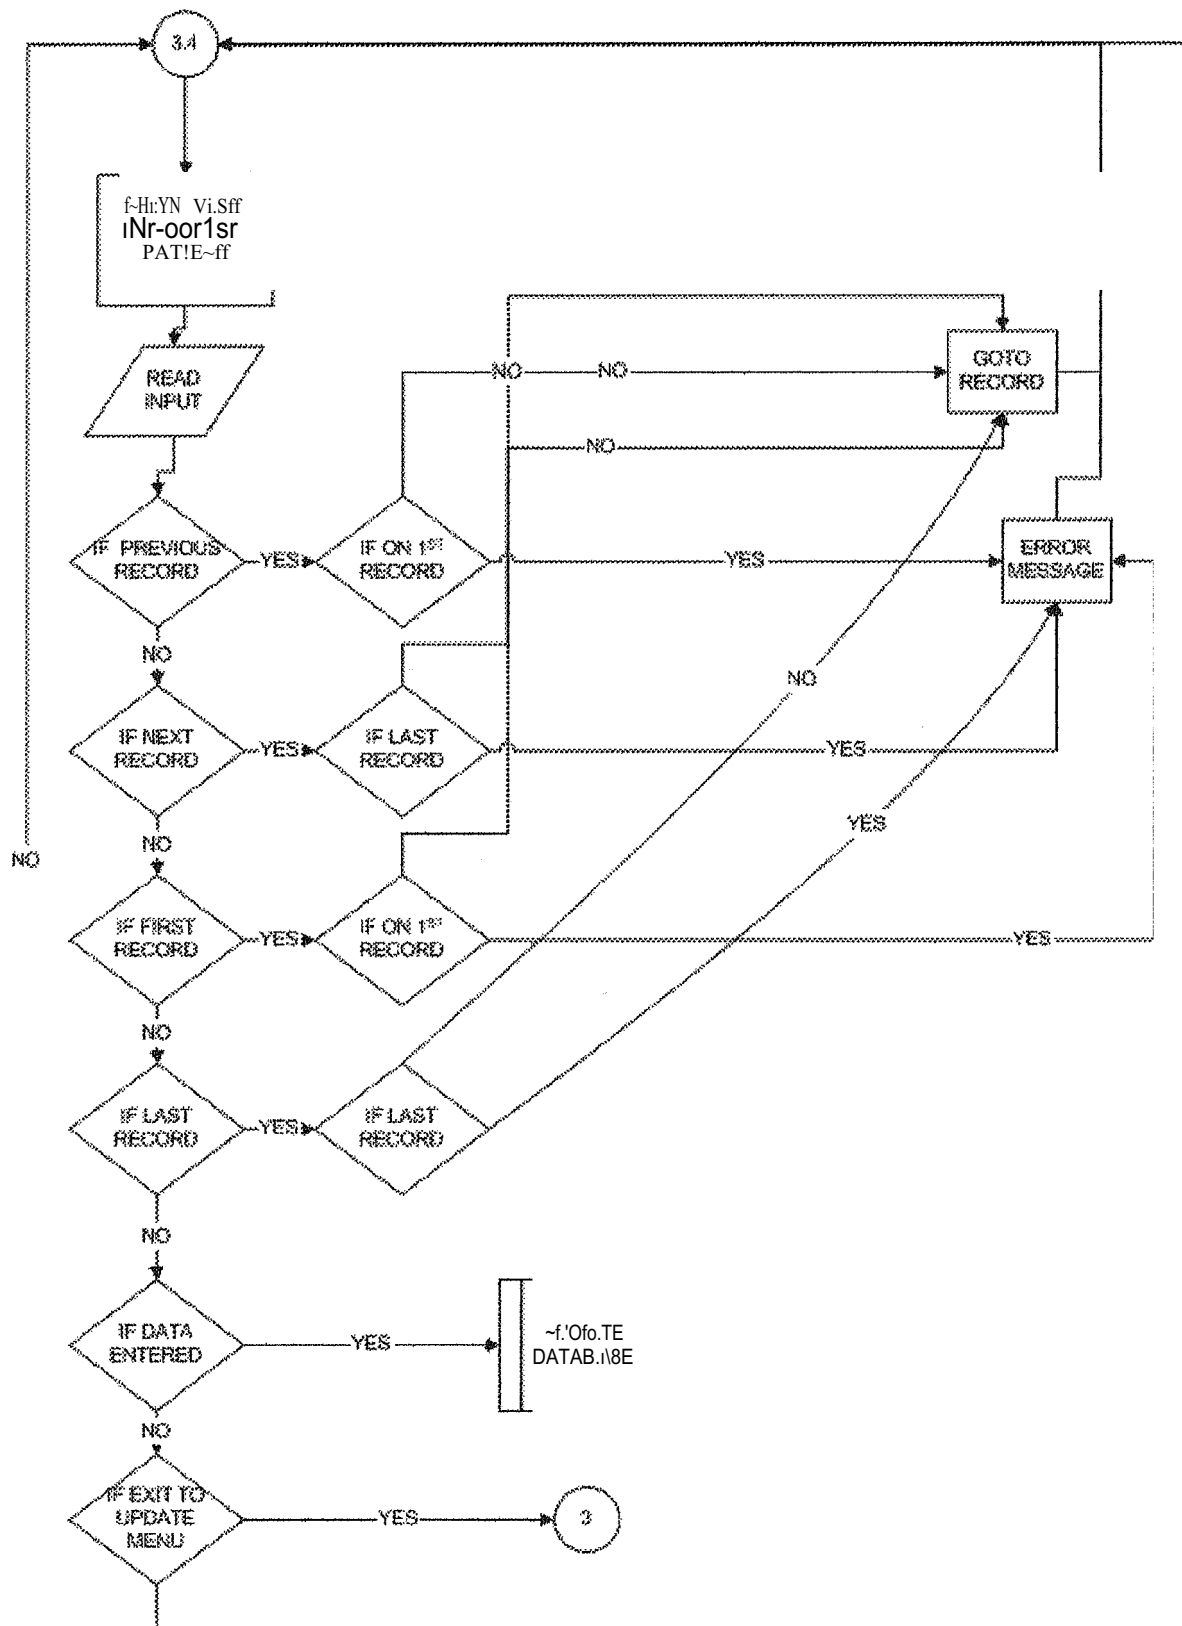 3.4
READ
INPUT
GOTO
RECORD
NO
NO
NO
IF PREVIOUS
RECORD
YES
IF ON 1ST
RECORD
YES
ERROR
MESSAGE
NO
NO
IF NEXT
RECORD
YES
IF LAST
RECORD
YES
YES
NO
NO
IF FIRST
RECORD
YES
IF ON 1ST
RECORD
YES
NO
IF LAST
RECORD
YES
IF LAST
RECORD
NO
IF DATA
ENTERED
YES
NO
IF EXIT TO
UPDATE
MENU
YES
3